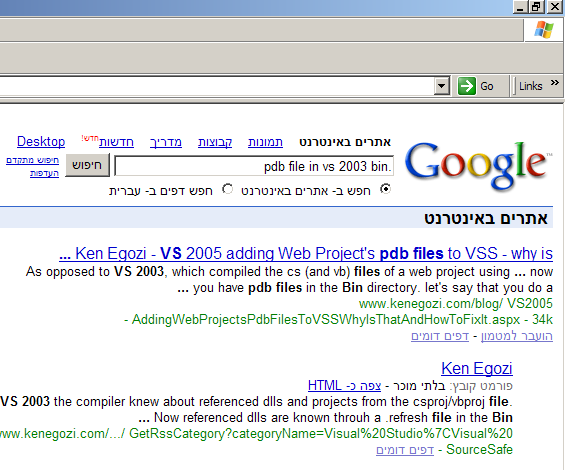 Go Links »
אתרים באינטרנט תמונות קבוצות מדריך חדשות חדש! Desktop
Google™
pdb file in vs 2003 bin. חיפוש חיפוש מתקדם
העדפות
חפש ב- אתרים באינטרנט חפש דפים ב- עברית
אתרים באינטרנט
... Ken Egozi - VS 2005 adding Web Project's pdb files to VSS - why is
As opposed to VS 2003, which compiled the cs (and vb) files of a web project using ... now
... you have pdb files in the Bin directory. let's say that you do a
www.kenegozi.com/blog/ VS2005
- AddingWebProjectsPdbFilesToVSSWhyIsThatAndHowToFixIt.aspx - 34k
הועבר למטמון - דפים דומים
Ken Egozi
פורמט קובץ: בלתי מוכר - צפה כ- HTML
VS 2003 the compiler knew about referenced dlls and projects from the csproj/vbproj file.
... Now referenced dlls are known throuh a .refresh file in the Bin
www.kenegozi.com/.../ GetRssCategory?categoryName=Visual%20Studio%7CVisual%20
דפים דומים - SourceSafe